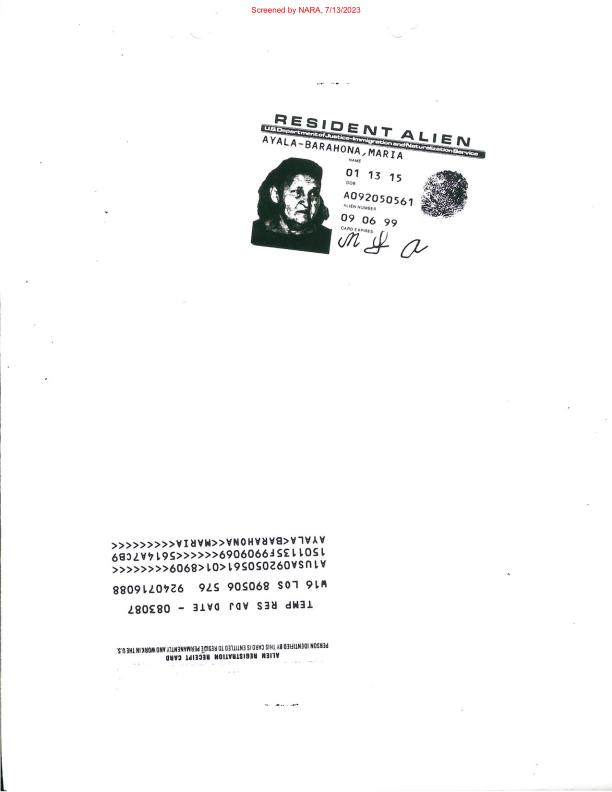 Screened by NARA, 7/13/2023
RESIDENT ALIEN
U.S. Department of Justice-Immigration and Naturalization Service
AYALA-BARAHONA,MARIA
NAME
01 13 15
DOB
A092050561
ALIEN NUMBER
09 06 99
CARD EXPIRES
M y a
ALIEN REGISTRATION RECEIPT CARD
PERSON IDENTIFIED BY THIS CARD IS ENTITLED TO RESIDE PERMANENTLY AND WORK IN THE U.S.
TEMP RES ADJ DATE - 083087
W16 LOS 890506 576 9240716088
A1USA092050561<01<8909<<<<<<<<
1501135F9909069<<<<<<5614A7CB9
AYALA<BARAHONA<<MARIA<<<<<<<<<